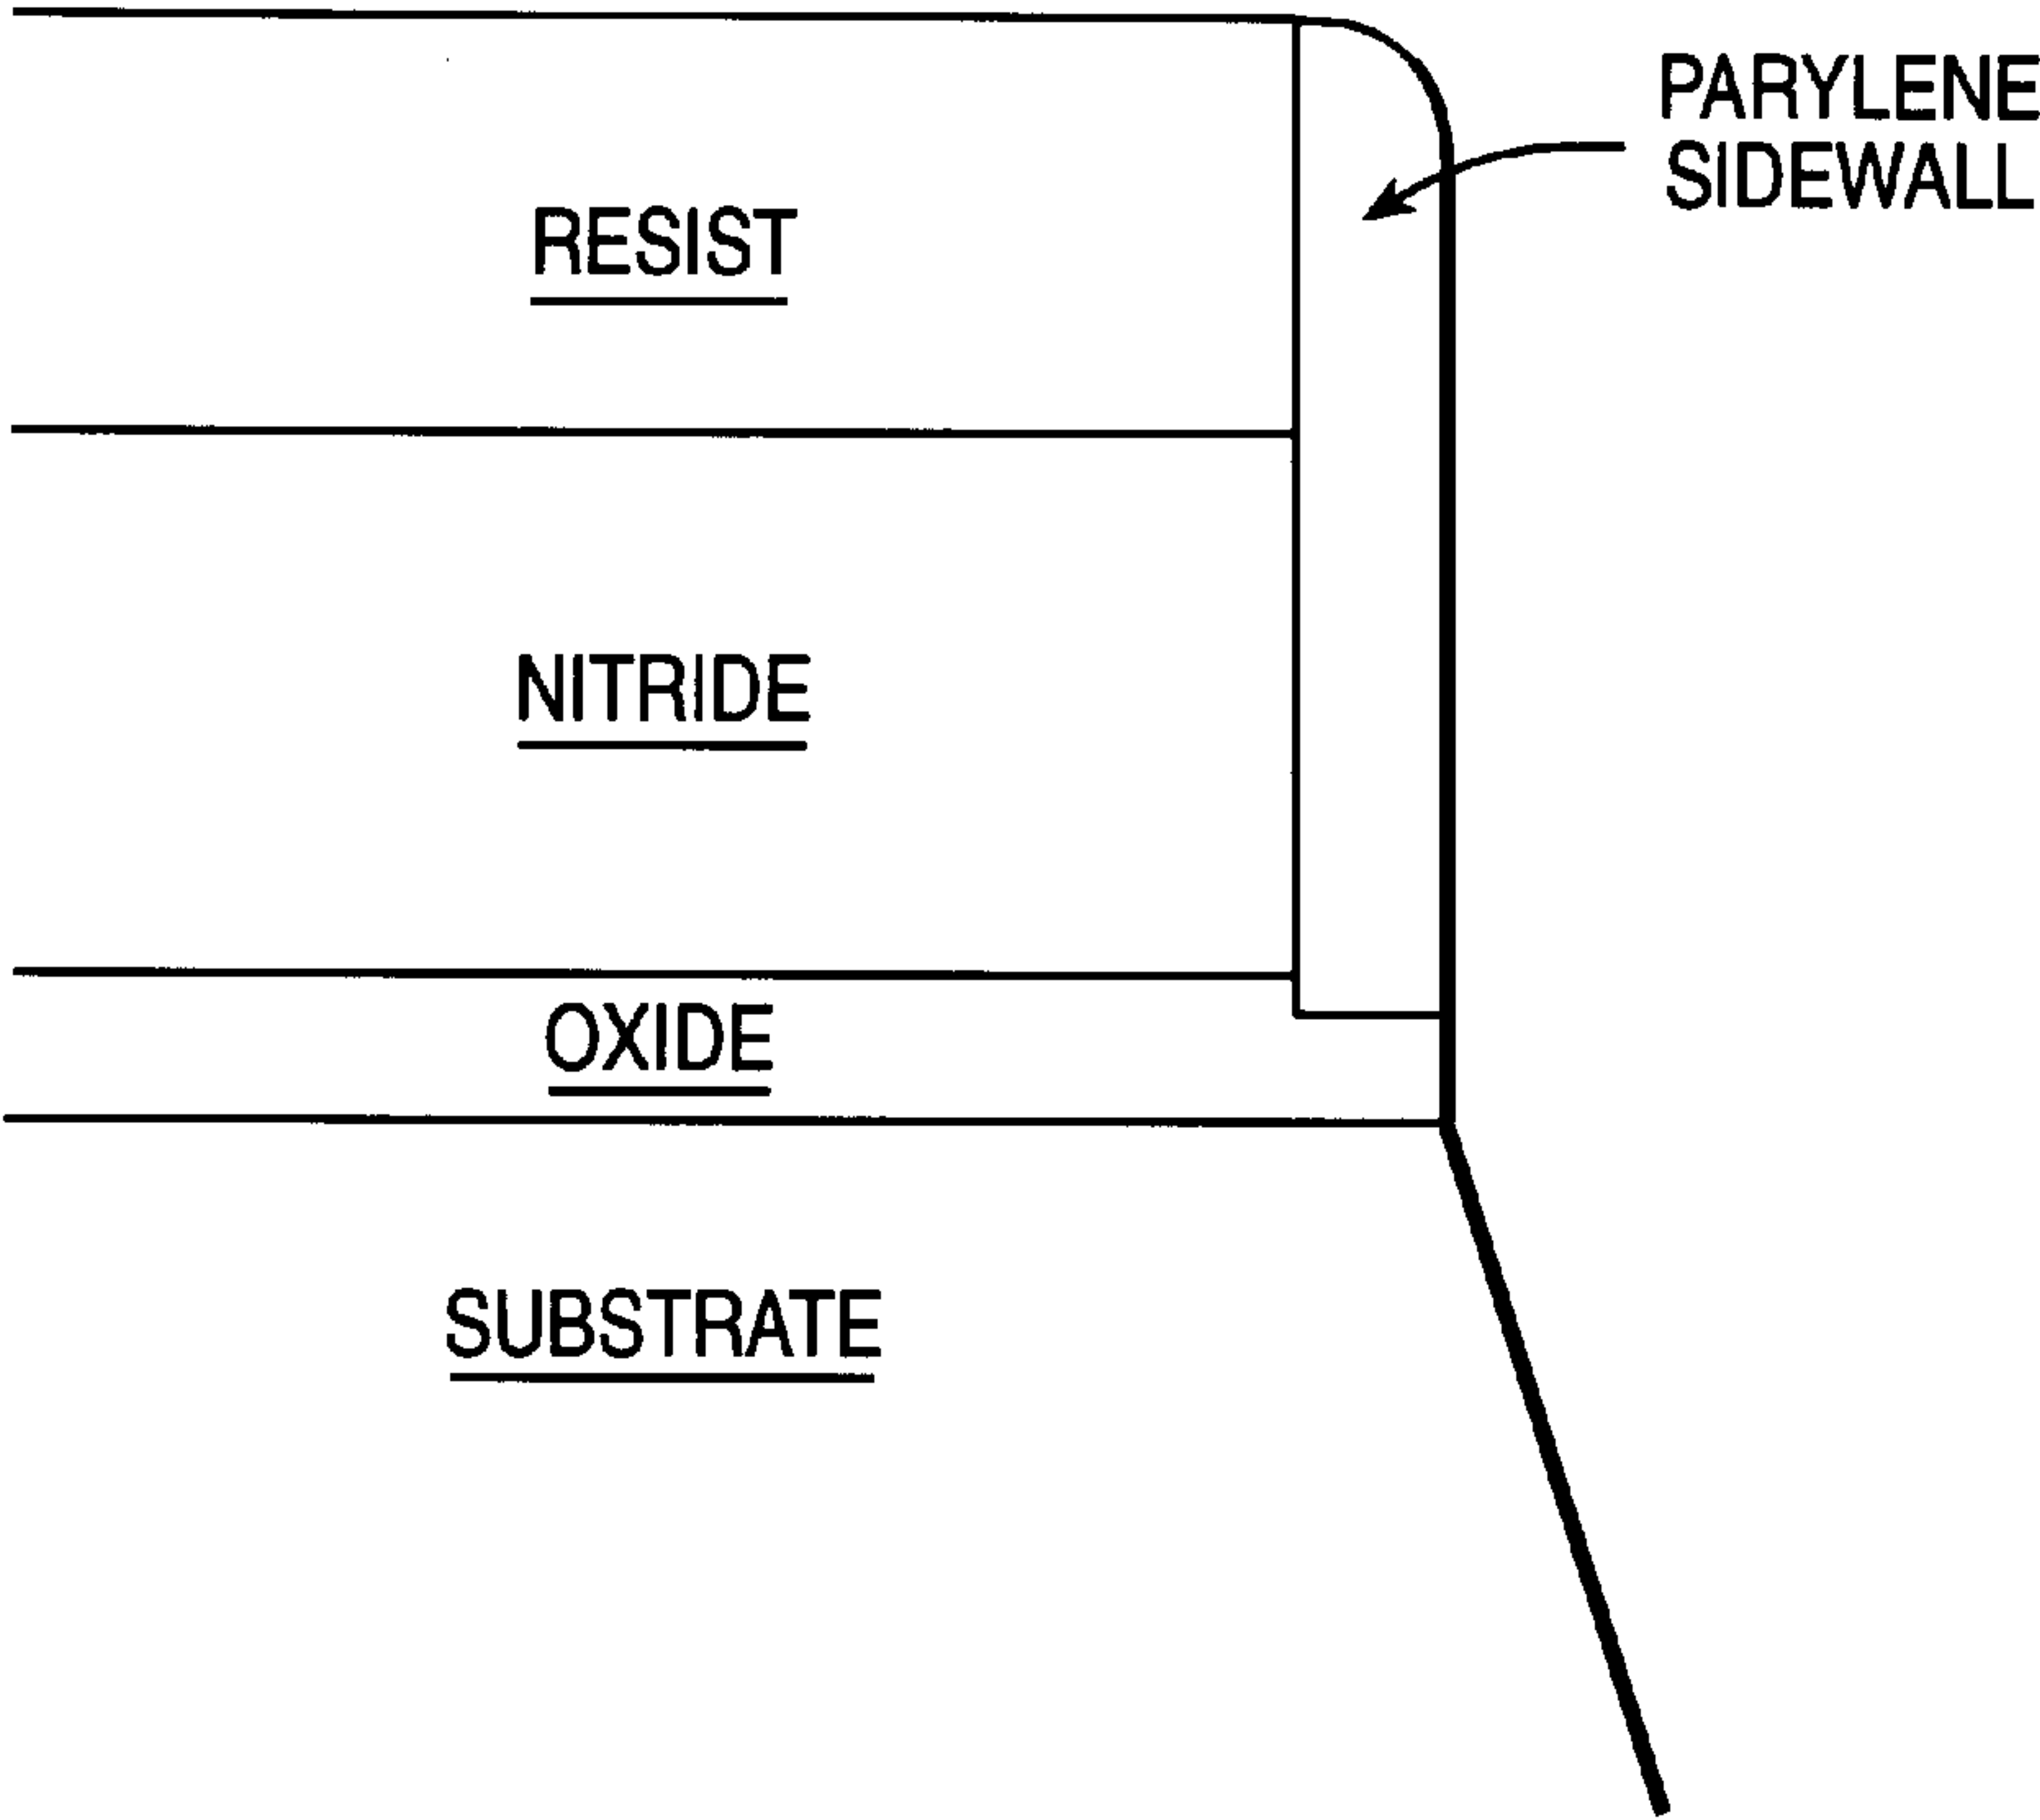 PARYLENE
SIDEWALL
RESIST
NITRIDE
OXIDE
SUBSTRATE